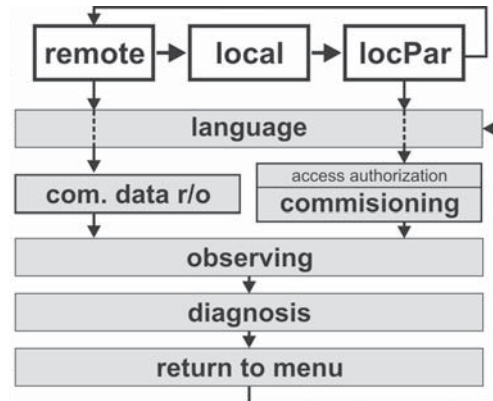 remote
local
locPar
language
com. data r/o
access authorization
commisioning
observing
diagnosis
return to menu